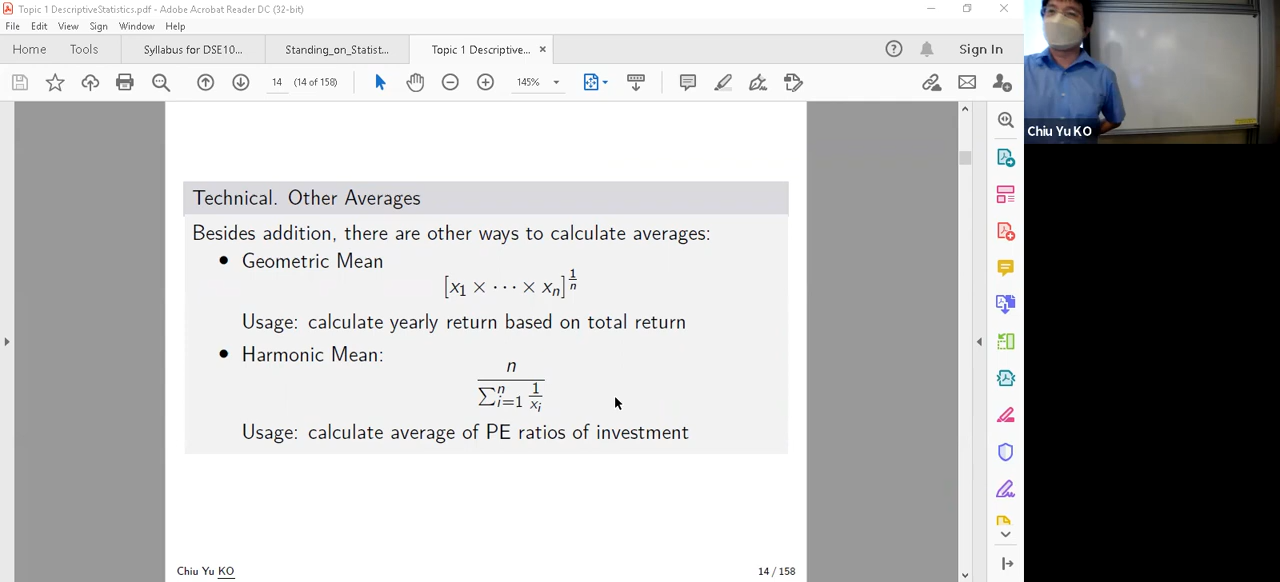 Topic 1 DescriptiveStatistics.pdf - Adobe Acrobat Reader DC (32-bit)
File Edit View Sign Window Help
Home Tools Syllabus for DSE10... Standing_on_Statist... Topic 1 Descriptive... × Sign In
14 (14 of 158) 145%
Chiu Yu KO
Technical. Other Averages
Besides addition, there are other ways to calculate averages:
• Geometric Mean
[x₁ × ··· × xₙ]^(1/n)
Usage: calculate yearly return based on total return
• Harmonic Mean:
n / ∑ⁿᵢ₌₁ 1/xᵢ
Usage: calculate average of PE ratios of investment
Chiu Yu KO 14 / 158